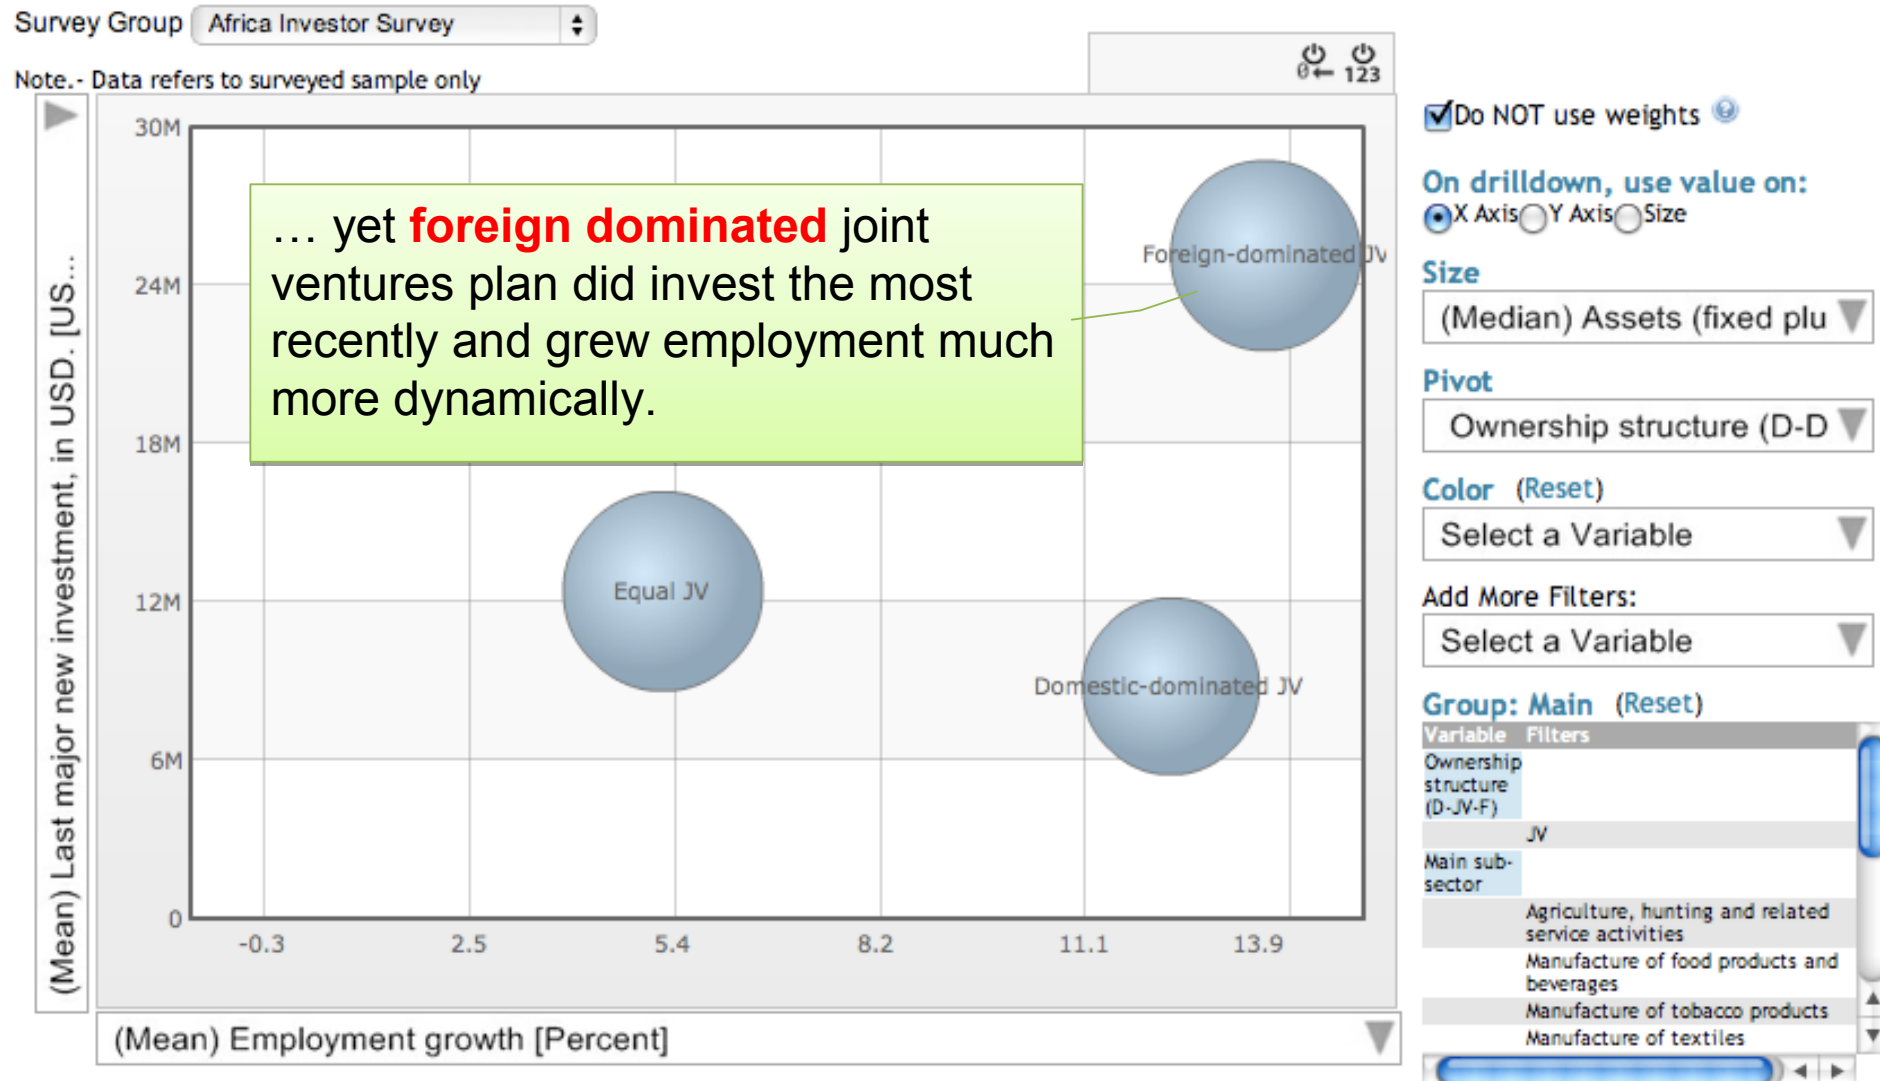 Survey Group Africa Investor Survey
Note.- Data refers to surveyed sample only
0 123
Do NOT use weights ?
On drilldown, use value on:
X Axis Y Axis Size
Size
(Median) Assets (fixed plu
Pivot
Ownership structure (D-D
Color (Reset)
Select a Variable
Add More Filters:
Select a Variable
Group: Main (Reset)
Variable Filters
Ownership
structure
(D-JV-F)
JV
Main sub-
sector
Agriculture, hunting and related
service activities
Manufacture of food products and
beverages
Manufacture of tobacco products
Manufacture of textiles
(Mean) Last major new investment, in USD. [US...
30M
24M
18M
12M
6M
0
… yet foreign dominated joint
ventures plan did invest the most
recently and grew employment much
more dynamically.
Foreign-dominated JV
Equal JV
Domestic-dominated JV
-0.3 2.5 5.4 8.2 11.1 13.9
(Mean) Employment growth [Percent]